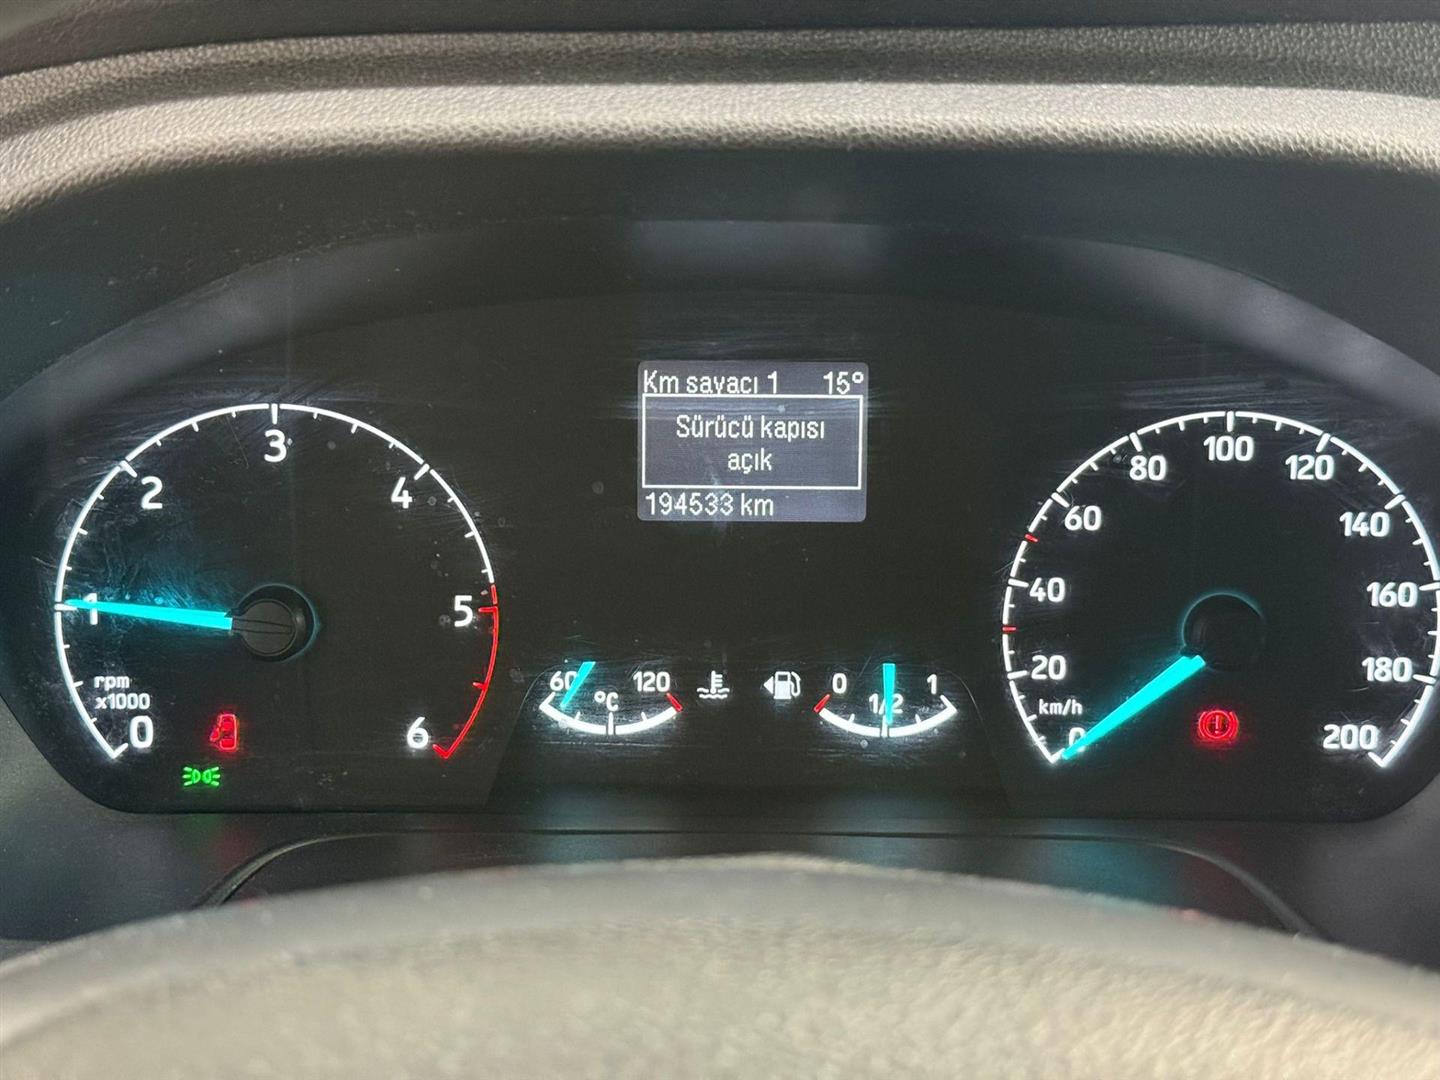 Km sayacı 1 15°
Sürücü kapısı
açık
194533 km
0 1 2 3 4 5 6
rpm
x1000
60 120
°C
0 1/2 1
0 20 40 60 80 100 120 140 160 180 200
km/h